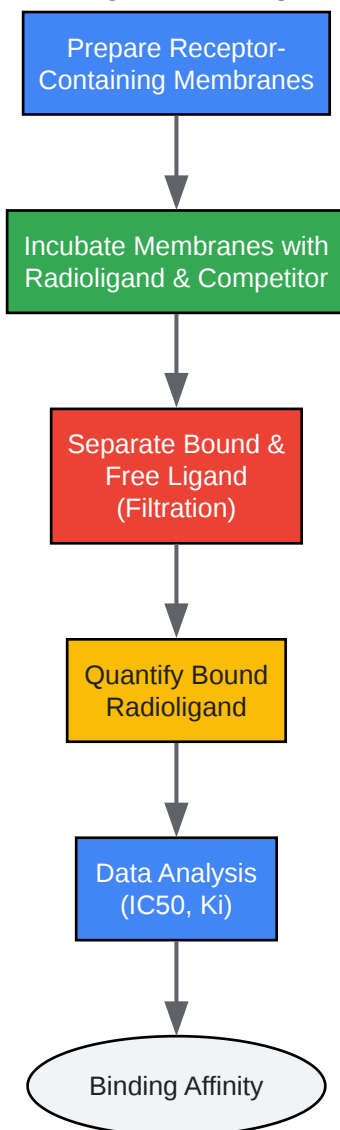 Prepare Receptor-
Containing Membranes
Incubate Membranes with
Radioligand & Competitor
Separate Bound &
Free Ligand
(Filtration)
Quantify Bound
Radioligand
Data Analysis
(IC50, Ki)
Binding Affinity